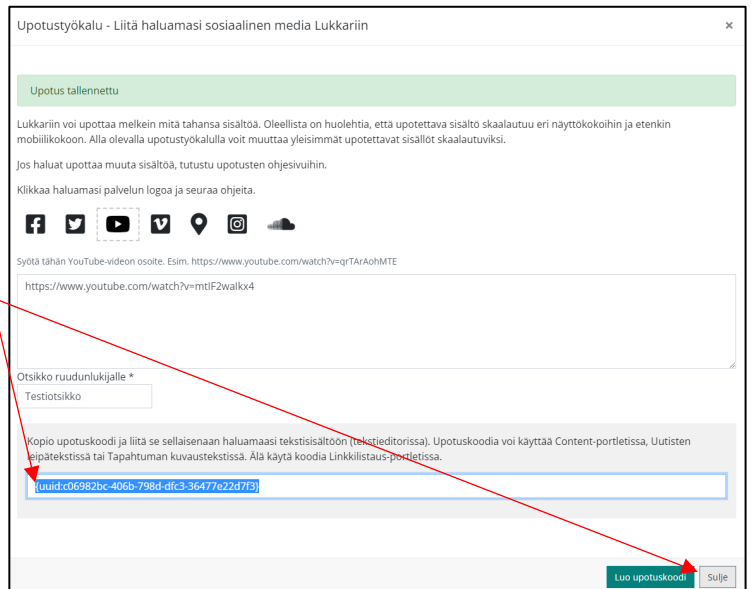 Upotustyökalu - Liitä haluamasi sosiaalinen media Lukkariin
×
Upotus tallennettu
Lukkariin voi upottaa melkein mitä tahansa sisältöä. Oleellista on huolehtia, että upotettava sisältö skaalautuu eri näyttökokoihin ja etenkin
mobiilikokoon. Alla olevalla upotustyökalulla voit muuttaa yleisimmät upotettavat sisällöt skaalautuviksi.
Jos haluat upottaa muuta sisältöä, tutustu upotusten ohjesivuihin.
Klikkaa haluamasi palvelun logoa ja seuraa ohjeita.
Syötä tähän YouTube-videon osoite. Esim. https://www.youtube.com/watch?v=qrTArAohMTE
https://www.youtube.com/watch?v=mtIF2walkx4
Otsikko ruudunlukijalle *
Testiotsikko
Kopio upotuskoodi ja liitä se sellaisenaan haluamaasi tekstisisältöön (tekstieditorissa). Upotuskoodia voi käyttää Content-portletissa, Uutisten
leipätekstissä tai Tapahtuman kuvaustekstissä. Älä käytä koodia Linkkilistaus-portletissa.
{uuid:c06982bc-406b-798d-dfc3-36477e22d7f3}
Luo upotuskoodi
Sulje